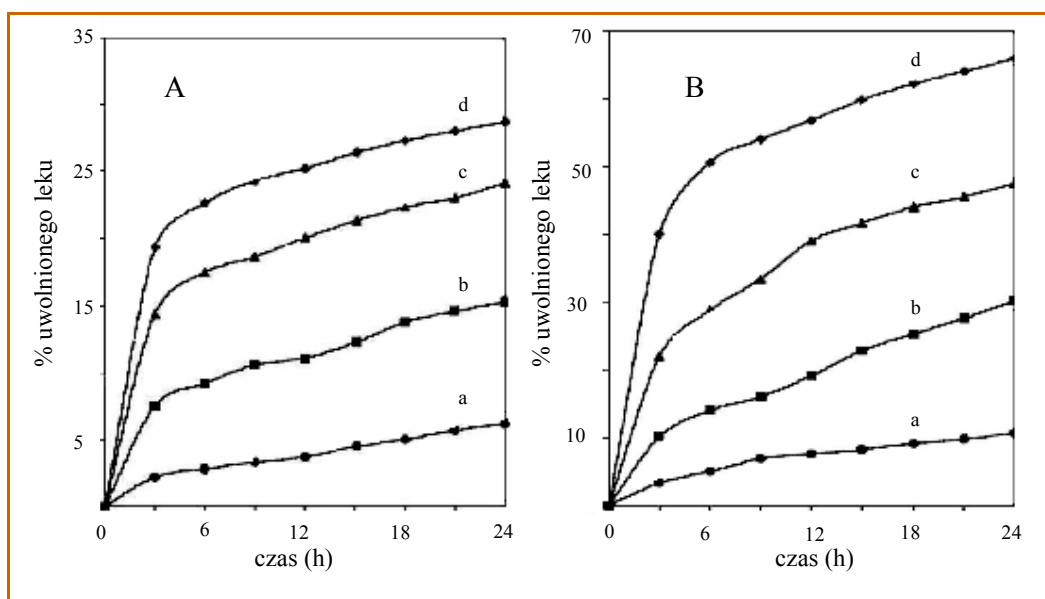 A
% uwolnionego leku
35
25
15
5
d
c
b
a
0
6
12
18
24
czas (h)
B
% uwolnionego leku
70
50
30
10
d
c
b
a
0
6
12
18
24
czas (h)